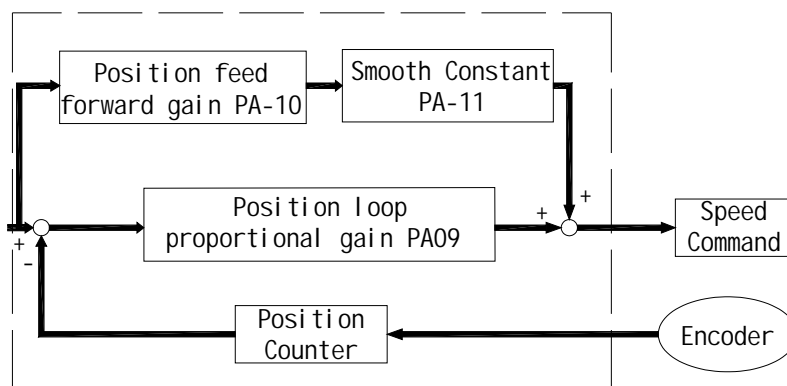 Position feed
forward gain PA-10
Smooth Constant
PA-11
+
Position loop
proportional gain PA09
+
+
-
Speed
Command
Position
Counter
Encoder